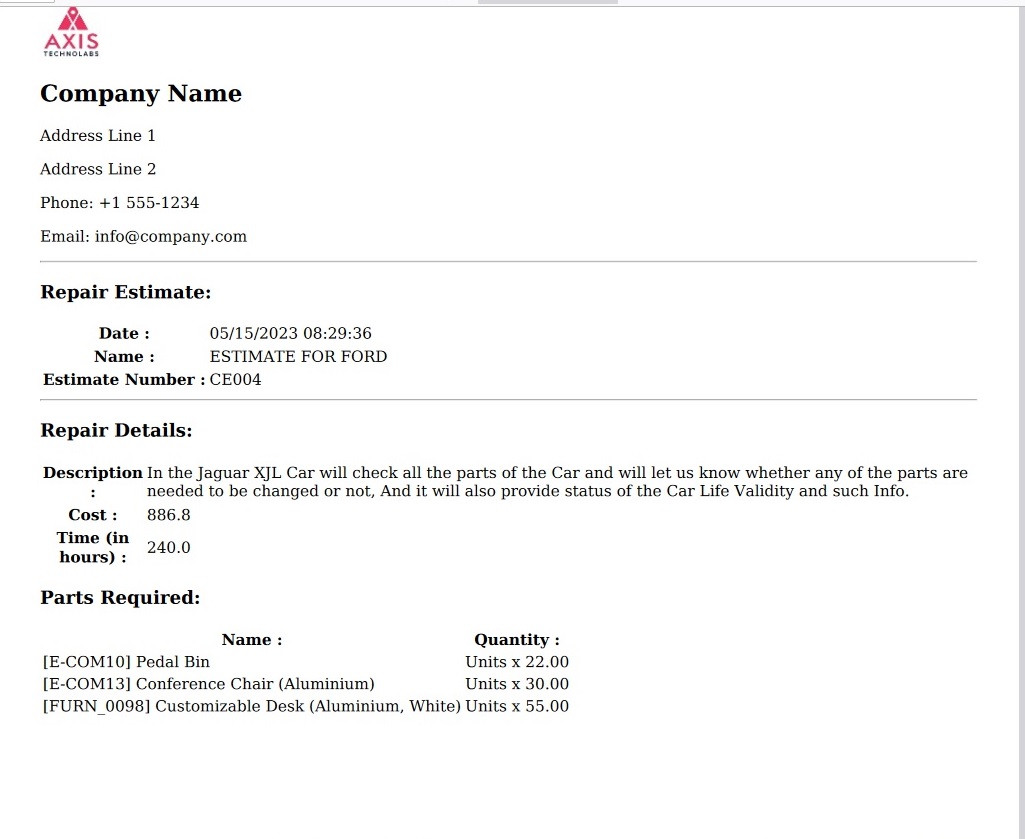 AXIS
TECHNOLABS
Company Name
Address Line 1
Address Line 2
Phone: +1 555-1234
Email: info@company.com
Repair Estimate:
Date : 05/15/2023 08:29:36
Name : ESTIMATE FOR FORD
Estimate Number : CE004
Repair Details:
Description : In the Jaguar XJL Car will check all the parts of the Car and will let us know whether any of the parts are
needed to be changed or not, And it will also provide status of the Car Life Validity and such Info.
Cost : 886.8
Time (in hours) : 240.0
Parts Required:
Name : Quantity :
[E-COM10] Pedal Bin Units x 22.00
[E-COM13] Conference Chair (Aluminium) Units x 30.00
[FURN_0098] Customizable Desk (Aluminium, White) Units x 55.00